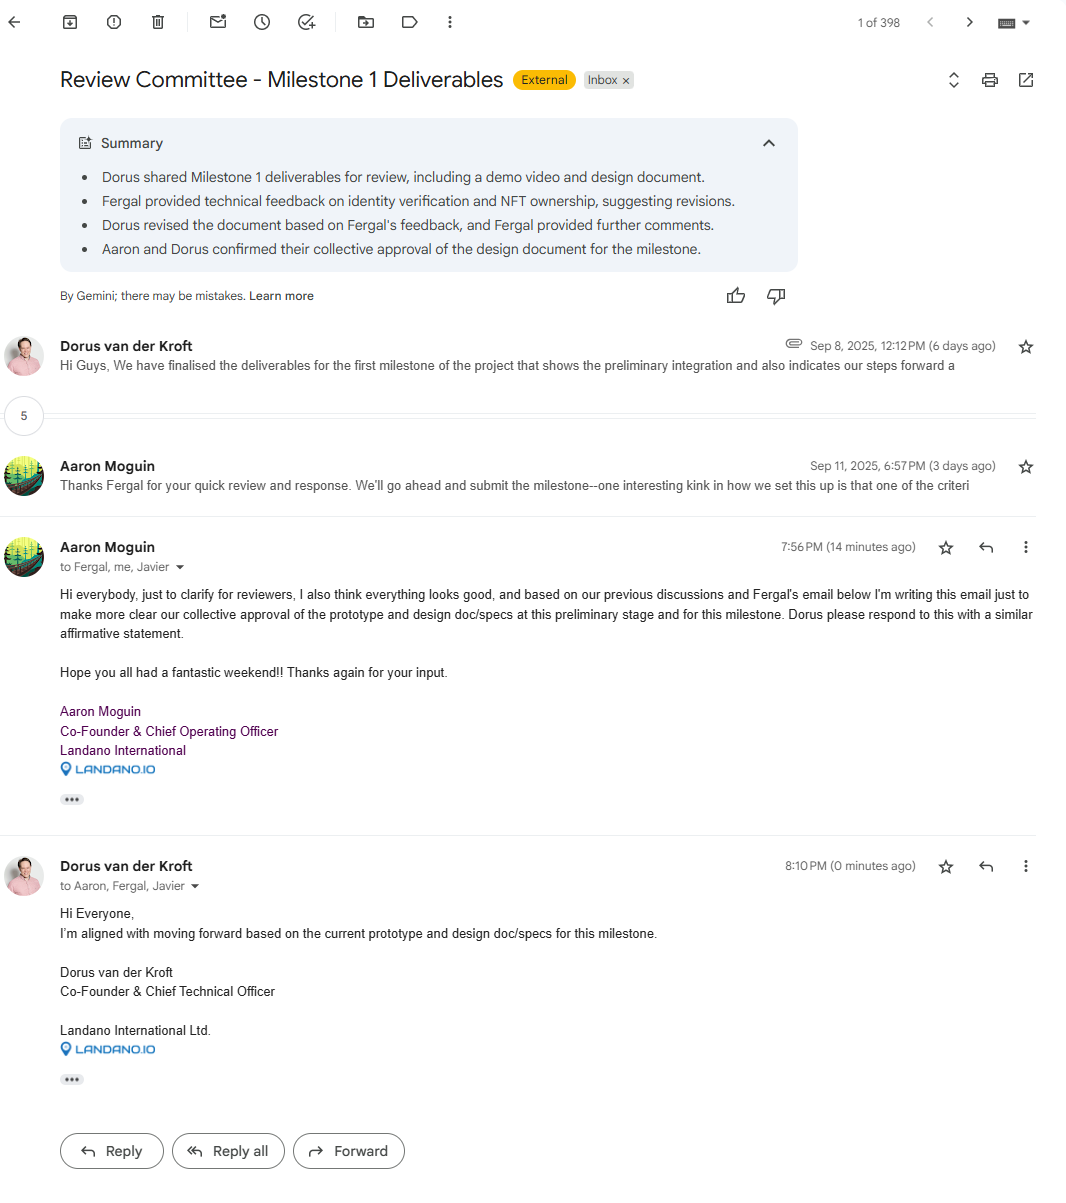 1 of 398
Review Committee - Milestone 1 Deliverables External Inbox ×
Summary
• Dorus shared Milestone 1 deliverables for review, including a demo video and design document.
• Fergal provided technical feedback on identity verification and NFT ownership, suggesting revisions.
• Dorus revised the document based on Fergal's feedback, and Fergal provided further comments.
• Aaron and Dorus confirmed their collective approval of the design document for the milestone.
By Gemini; there may be mistakes. Learn more
Dorus van der Kroft Sep 8, 2025, 12:12 PM (6 days ago)
Hi Guys, We have finalised the deliverables for the first milestone of the project that shows the preliminary integration and also indicates our steps forward a
5
Aaron Moguin Sep 11, 2025, 6:57 PM (3 days ago)
Thanks Fergal for your quick review and response. We'll go ahead and submit the milestone--one interesting kink in how we set this up is that one of the criteri
Aaron Moguin 7:56 PM (14 minutes ago)
to Fergal, me, Javier
Hi everybody, just to clarify for reviewers, I also think everything looks good, and based on our previous discussions and Fergal's email below I'm writing this email just to
make more clear our collective approval of the prototype and design doc/specs at this preliminary stage and for this milestone. Dorus please respond to this with a similar
affirmative statement.
Hope you all had a fantastic weekend!! Thanks again for your input.
Aaron Moguin
Co-Founder & Chief Operating Officer
Landano International
LANDANO.IO
Dorus van der Kroft 8:10 PM (0 minutes ago)
to Aaron, Fergal, Javier
Hi Everyone,
I'm aligned with moving forward based on the current prototype and design doc/specs for this milestone.
Dorus van der Kroft
Co-Founder & Chief Technical Officer
Landano International Ltd.
LANDANO.IO
Reply Reply all Forward